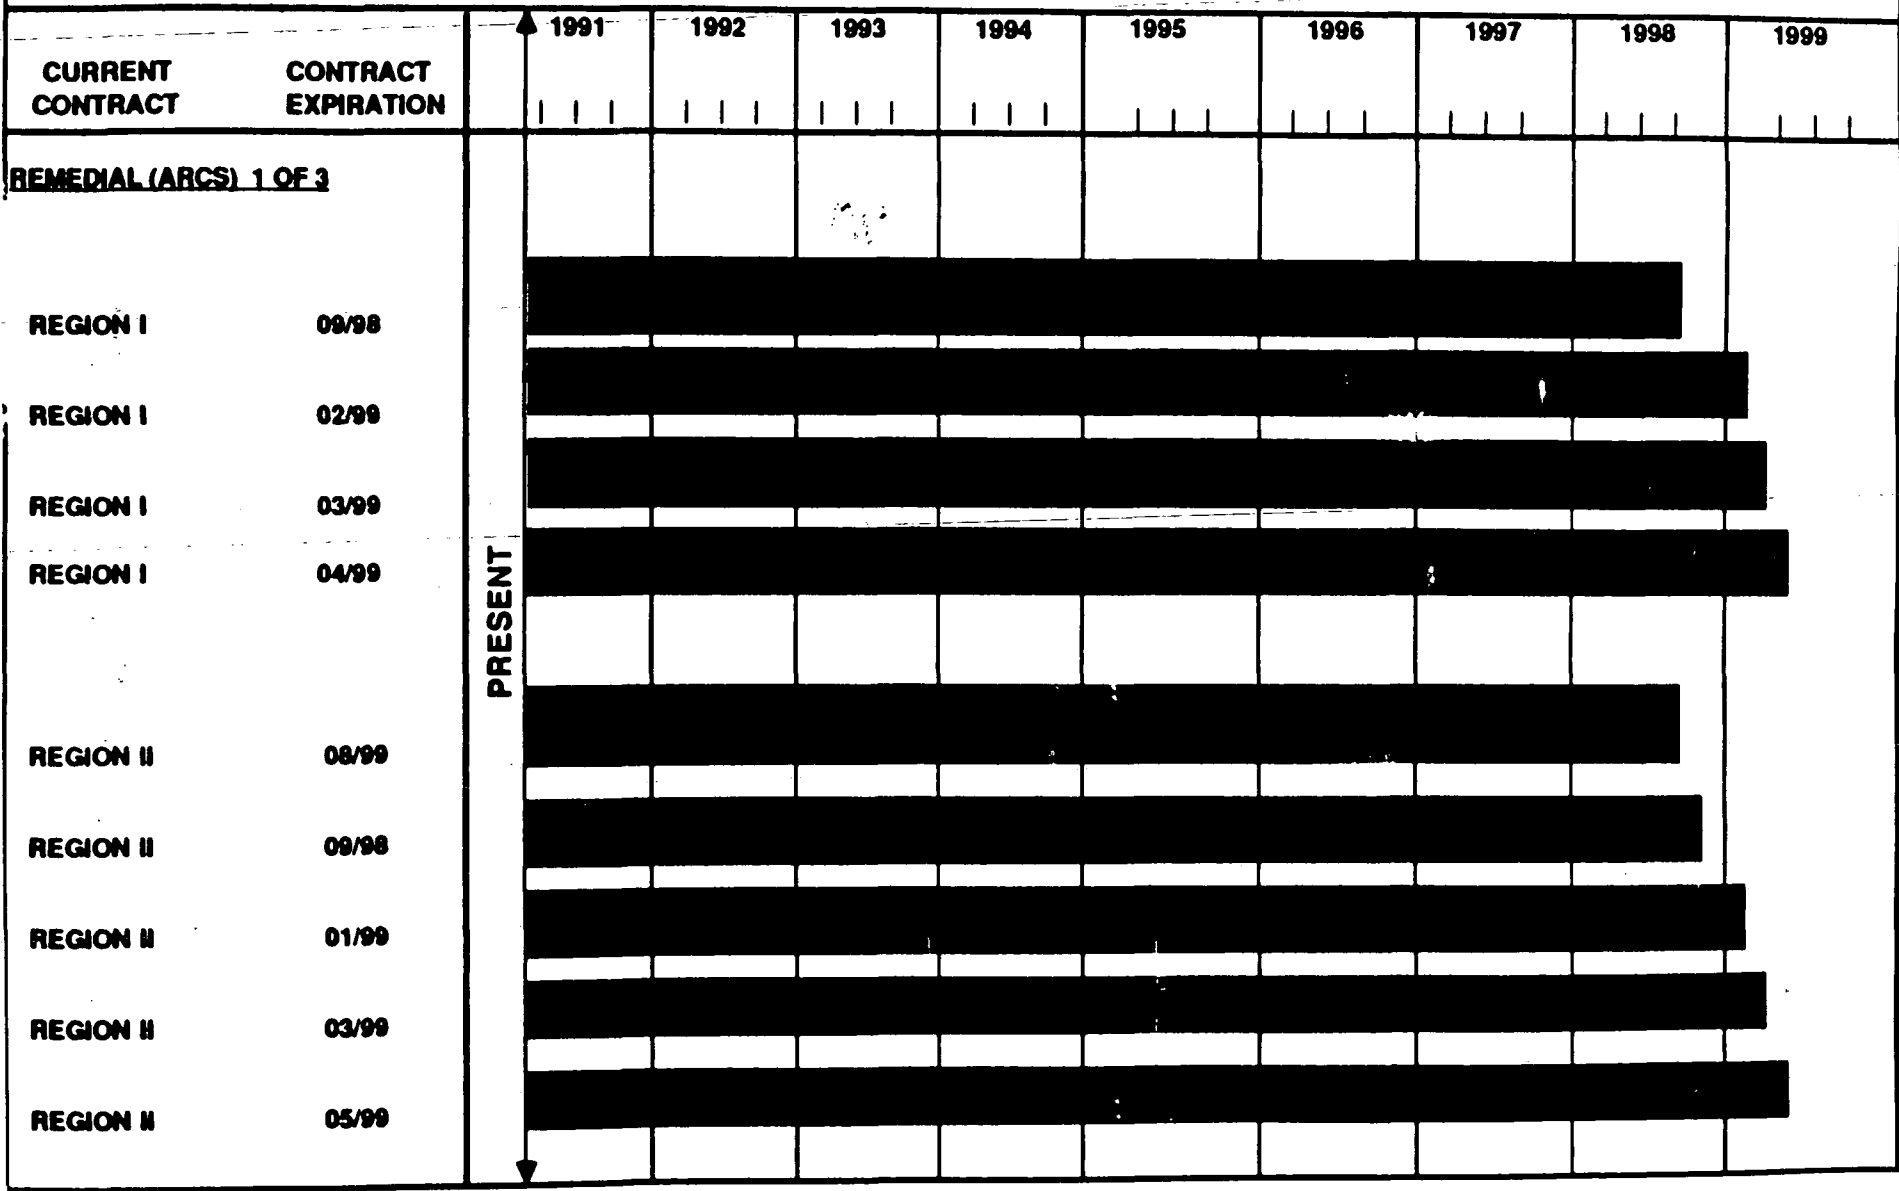 1991 1992 1993 1994 1995 1996 1997 1998 1999
CURRENT CONTRACT
CONTRACT EXPIRATION
REMEDIAL (ARCS) 1 OF 3
REGION I 09/98
REGION I 02/99
REGION I 03/99
REGION I 04/99
PRESENT
REGION II 08/99
REGION II 09/98
REGION II 01/99
REGION II 03/99
REGION II 05/99